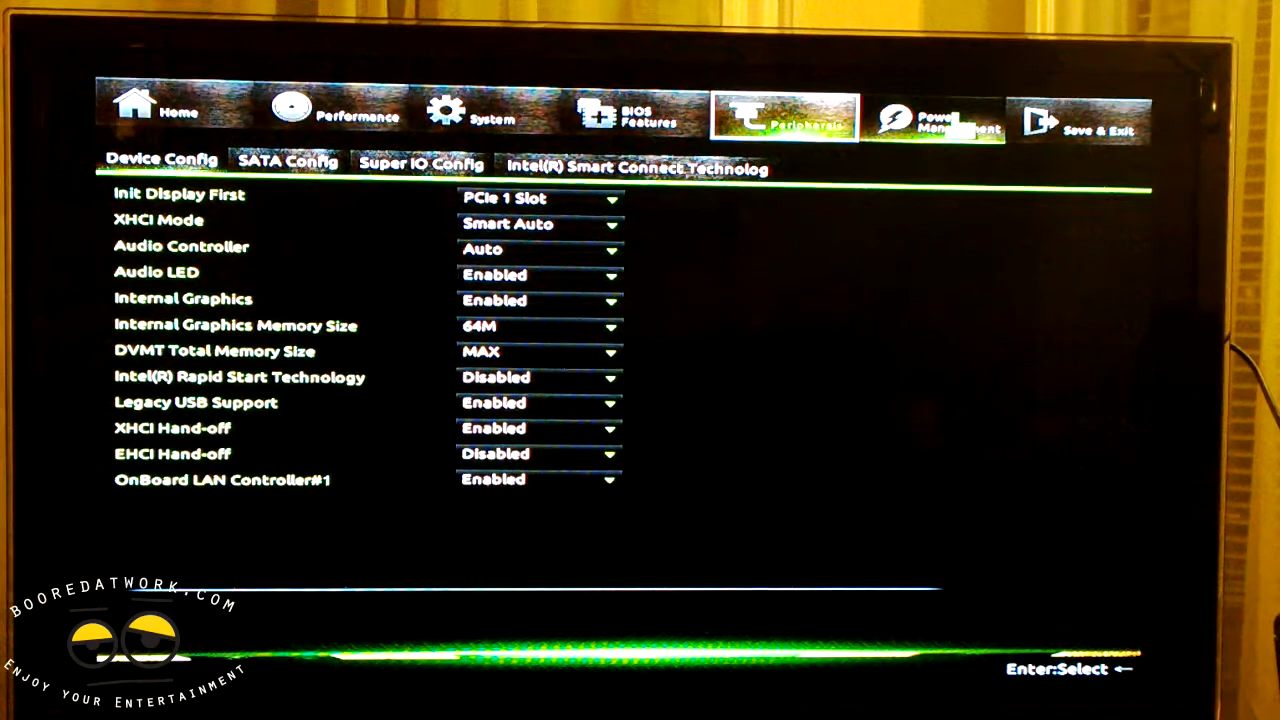 Home
Performance
System
BIOS
Features
Peripherals
Power
Management
Save & Exit
Device Config
SATA Config
Super IO Config
Intel(R) Smart Connect Technolog
Init Display First PCIe 1 Slot
XHCI Mode Smart Auto
Audio Controller Auto
Audio LED Enabled
Internal Graphics Enabled
Internal Graphics Memory Size 64M
DVMT Total Memory Size MAX
Intel(R) Rapid Start Technology Disabled
Legacy USB Support Enabled
XHCI Hand-off Enabled
EHCI Hand-off Disabled
OnBoard LAN Controller#1 Enabled
BOOREDATWORK.COM
ENJOY YOUR ENTERTAINMENT
Enter:Select